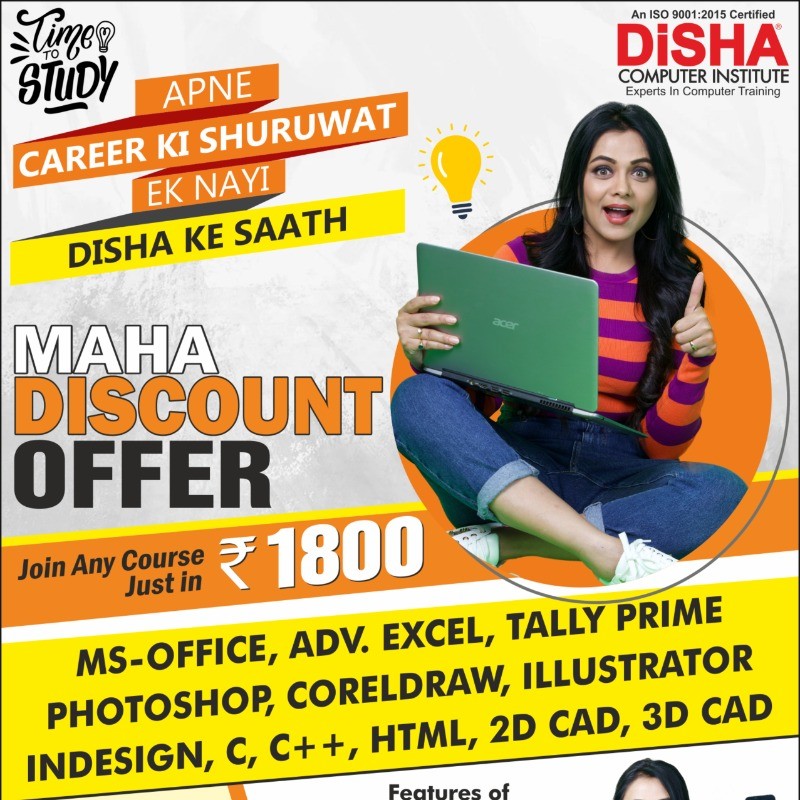 Time
TO
STUDY
An ISO 9001:2015 Certified
DiSHA®
COMPUTER INSTITUTE
Experts In Computer Training
APNE
CAREER KI SHURUWAT
EK NAYI
DISHA KE SAATH
acer
MAHA
DISCOUNT
OFFER
Join Any Course
Just in
₹ 1800
MS-OFFICE, ADV. EXCEL, TALLY PRIME
PHOTOSHOP, CORELDRAW, ILLUSTRATOR
INDESIGN, C, C++, HTML, 2D CAD, 3D CAD
Features of